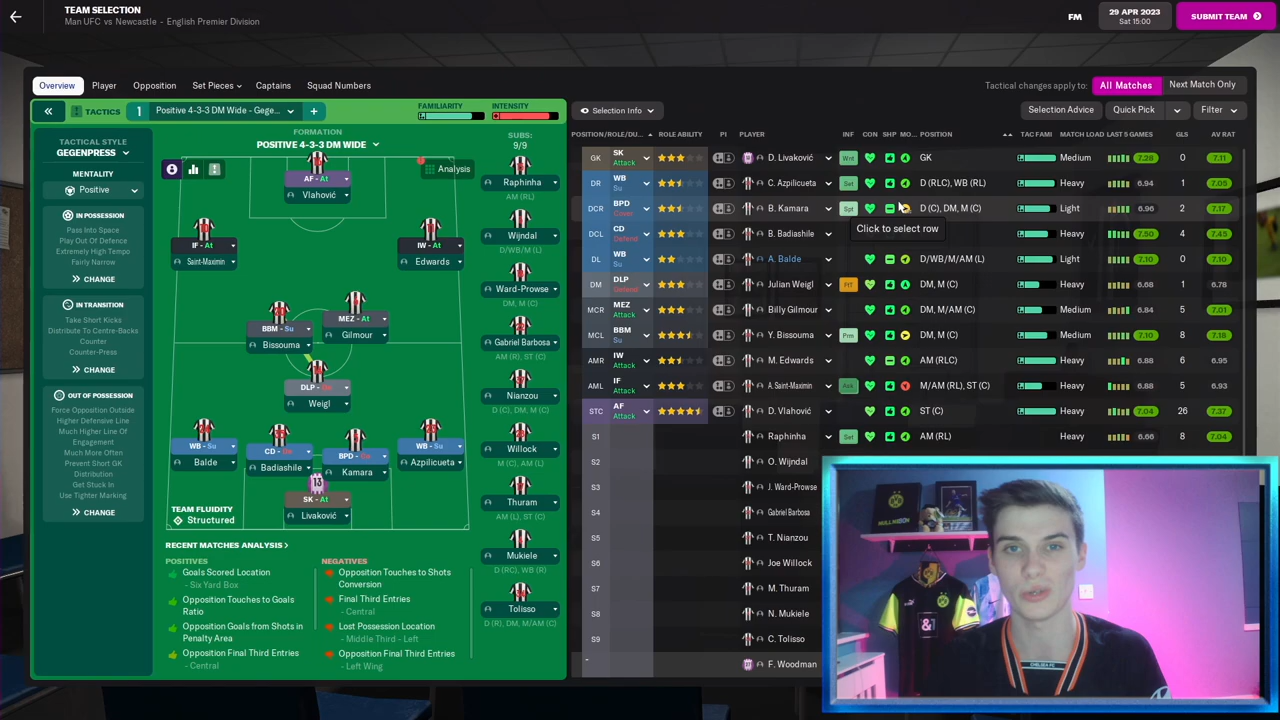 TEAM SELECTION
Man UFC vs Newcastle - English Premier Division
FM
29 APR 2023
Sat 15:00
SUBMIT TEAM
Overview
Player
Opposition
Set Pieces
Captains
Squad Numbers
Tactical changes apply to:
All Matches
Next Match Only
TACTICS
1
Positive 4-3-3 DM Wide - Gege...
+
FAMILIARITY
INTENSITY
Selection Info
Selection Advice
Quick Pick
Filter
TACTICAL STYLE
GEGENPRESS
MENTALITY
Positive
IN POSSESSION
Pass Into Space
Play Out Of Defence
Extremely High Tempo
Fairly Narrow
CHANGE
IN TRANSITION
Take Short Kicks
Distribute To Centre-Backs
Counter
Counter-Press
CHANGE
OUT OF POSSESSION
Force Opposition Outside
Higher Defensive Line
Much Higher Line of
Engagement
Much More Often
Prevent Short GK
Distribution
Get Stuck In
Use Tighter Marking
CHANGE
FORMATION
POSITIVE 4-3-3 DM WIDE
Analysis
AF - At
Vlahović
IF - At
Saint-Maximin
IW - At
Edwards
MEZ - At
Gilmour
BBM - Su
Bissouma
DLP - De
Weigl
WB - Su
Balde
CD - De
Badiashile
BPD - De
Kamara
WB - Su
Azpilicueta
13
SK - At
Livaković
TEAM FLUIDITY
Structured
RECENT MATCHES ANALYSIS
POSITIVES
Goals Scored Location
- Six Yard Box
Opposition Touches to Goals
Ratio
Opposition Goals from Shots in
Penalty Area
Opposition Final Third Entries
- Central
NEGATIVES
Opposition Touches to Shots
Conversion
Final Third Entries
- Central
Lost Possession Location
- Middle Third - Left
Opposition Final Third Entries
- Left Wing
SUBS:
9/9
Raphinha
AM (RL)
Wijndal
D/WB/M (L)
Ward-Prowse
DM, M (C)
Gabriel Barbosa
AM (R), ST (C)
Nianzou
D (C), DM, M (C)
Willock
M (C), AM (L)
Thuram
AM (L), ST (C)
Mukiele
D (RC), WB (R)
Tolisso
D (R), DM, M/AM (C)
POSITION/ROLE/DU... ROLE ABILITY PI PLAYER INF CON SHP MO... POSITION TAC FAMI MATCH LOAD LAST 5 GAMES GLS AV RAT
GK SK Attack D. Livaković Wnt GK Medium 7.28 0 7.11
DR WB Su C. Azpilicueta Set D (RLC), WB (RL) Heavy 6.94 1 7.05
DCR BPD Cover B. Kamara Spt D (C), DM, M (C) Light 6.96 2 7.17
Click to select row
DCL CD Defend B. Badiashile Heavy 7.50 4 7.45
DL WB Su A. Balde D/WB/M/AM (L) Light 7.10 0 7.10
DM DLP Defend Julian Weigl FIT DM, M (C) Heavy 6.68 1 6.78
MCR MEZ Attack Billy Gilmour DM, M/AM (C) Medium 6.84 5
MCL BBM Su Y. Bissouma Prm DM, M (C) Medium 7.10 8 7.18
AMR IW Attack M. Edwards AM (RLC) Heavy 6.88 6 6.95
AML IF Attack A. Saint-Maximin Ask M/AM (RL), ST (C) Heavy 6.88 5 6.93
STC AF Attack D. Vlahović ST (C) Heavy 7.04 26 7.37
S1 Raphinha Set AM (RL) Heavy 6.66 8 7.04
S2 O. Wijndal
S3 J. Ward-Prowse
S4 Gabriel Barbosa
S5 T. Nianzou
S6 Joe Willock
S7 M. Thuram
S8 N. Mukiele
S9 C. Tolisso
- F. Woodman
&1
CHELSEA FC